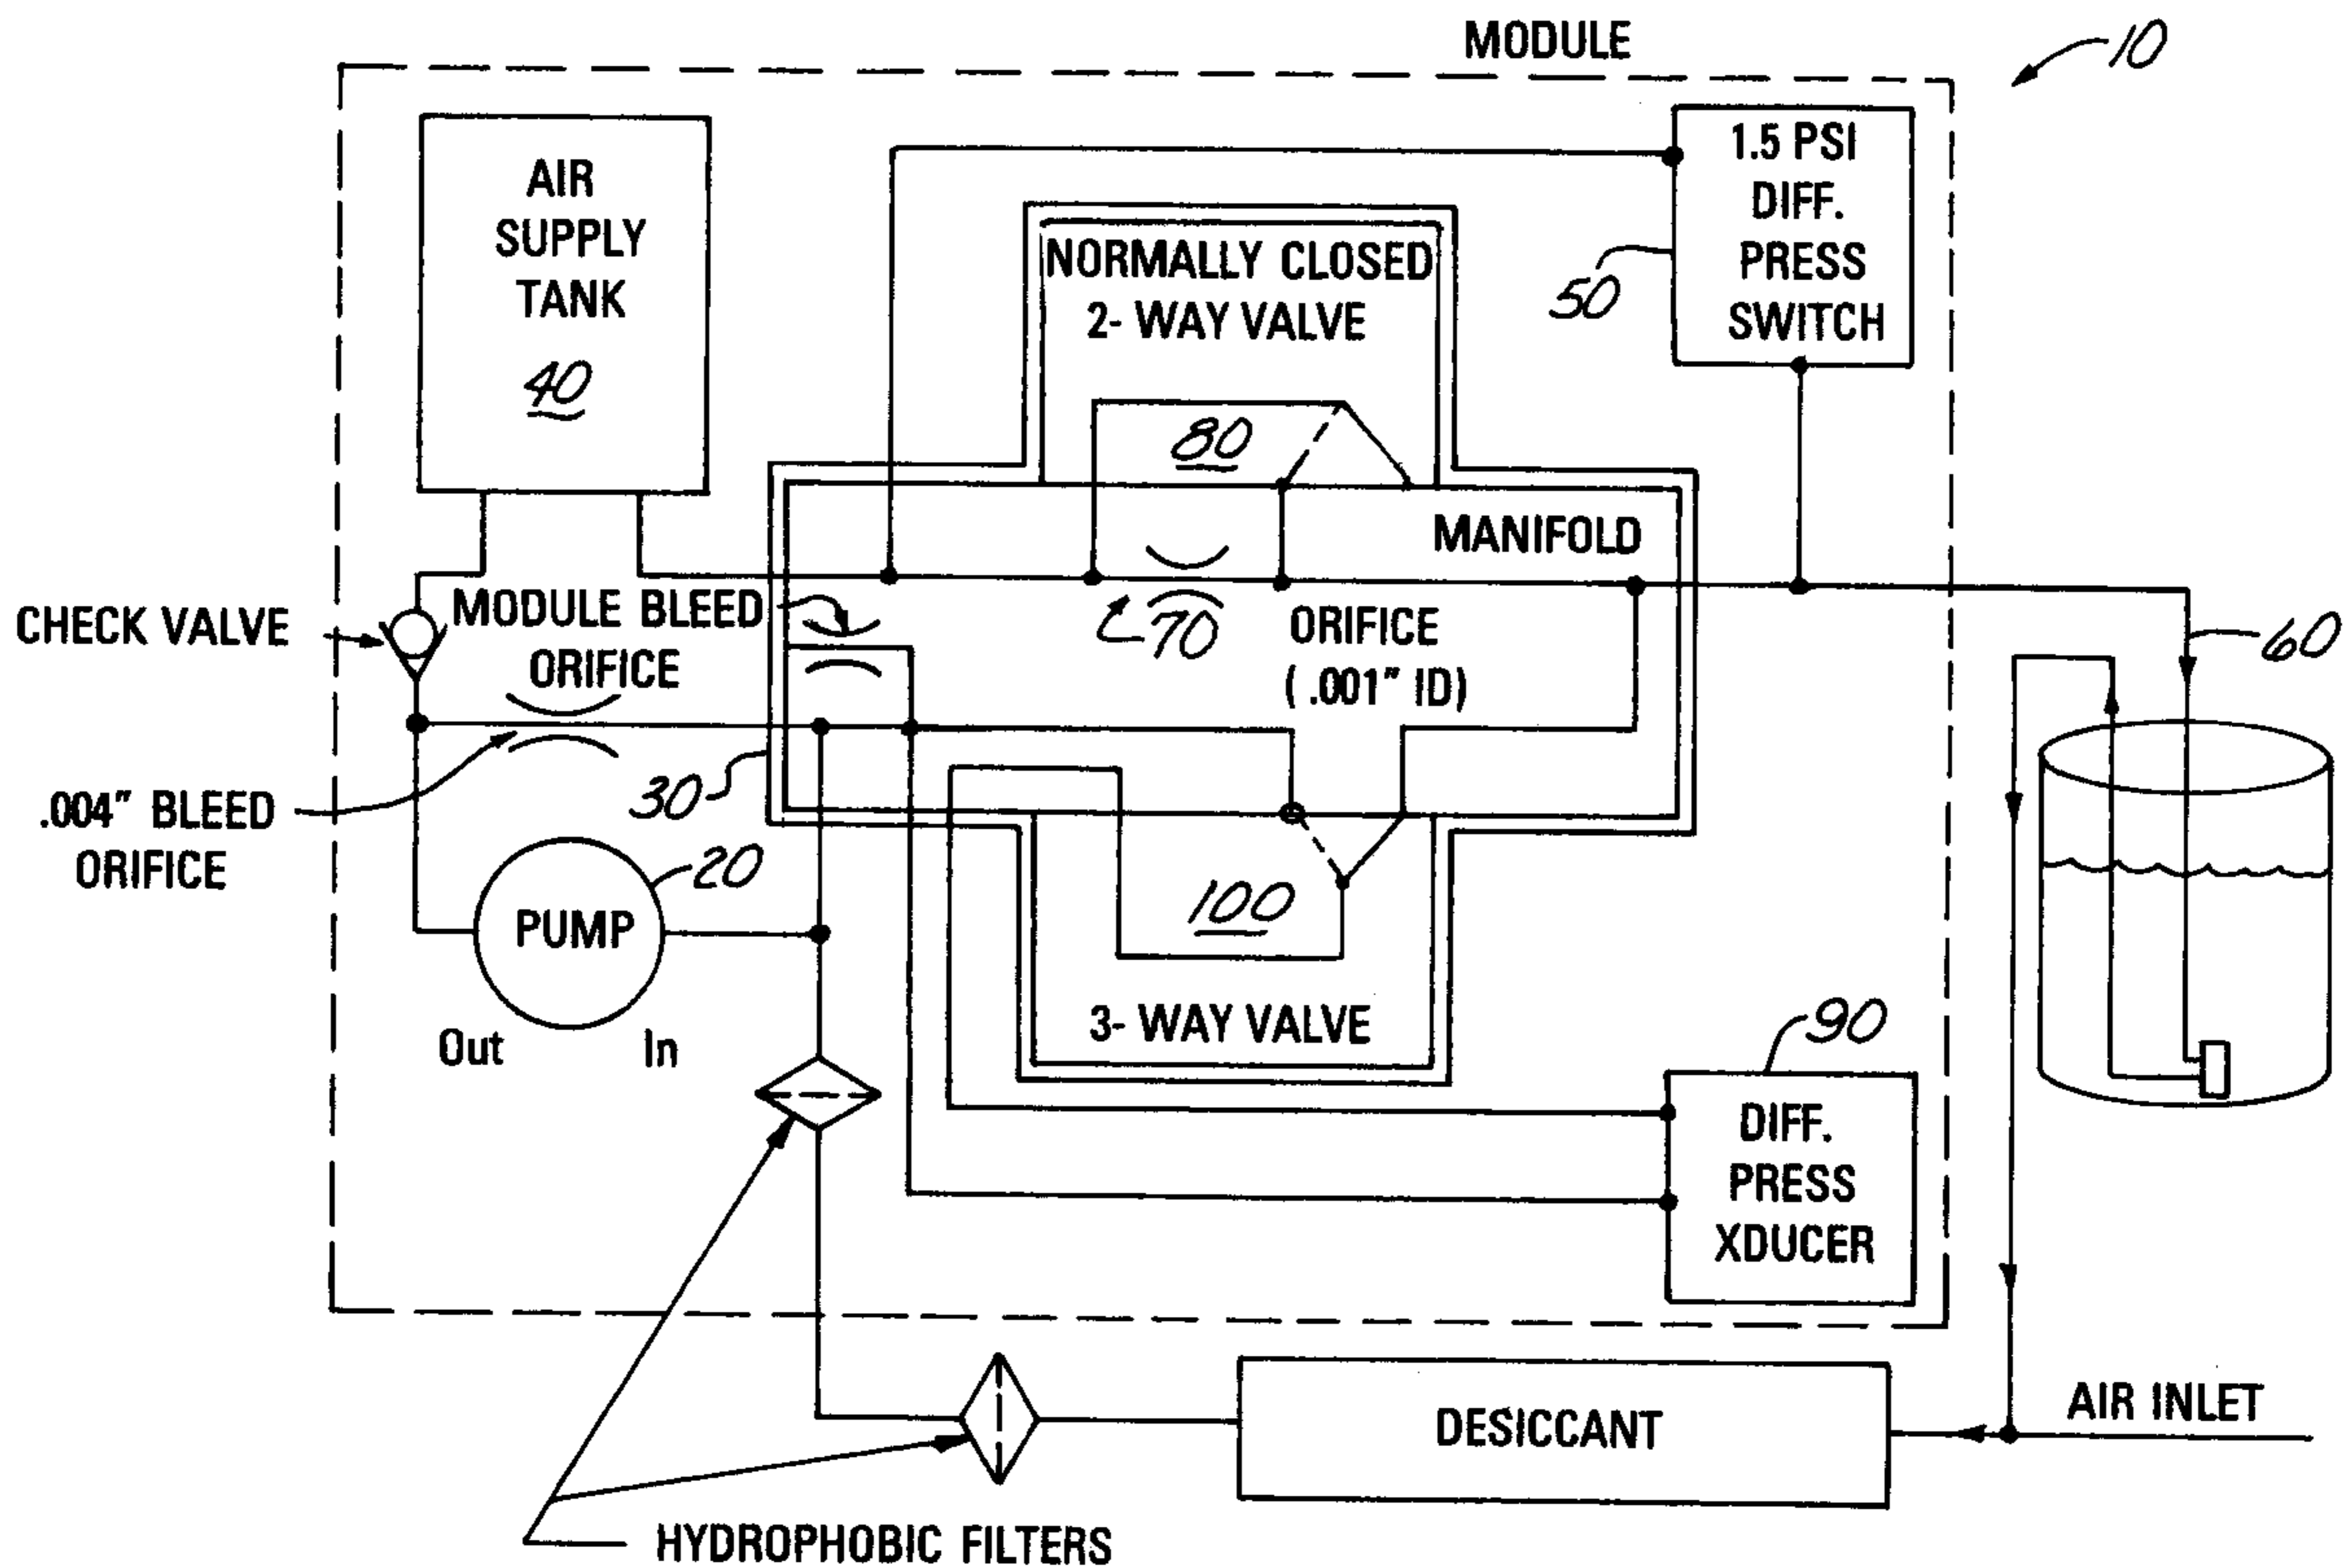 MODULE
10
AIR
SUPPLY
TANK
40
1.5 PSI
DIFF.
PRESS
SWITCH
50
NORMALLY CLOSED
2- WAY VALVE
80
MANIFOLD
CHECK VALVE
MODULE BLEED
ORIFICE
70
ORIFICE
( .001" ID)
60
.004" BLEED
ORIFICE
30
PUMP
20
Out
In
100
3- WAY VALVE
90
DIFF.
PRESS
XDUCER
DESICCANT
AIR INLET
HYDROPHOBIC FILTERS